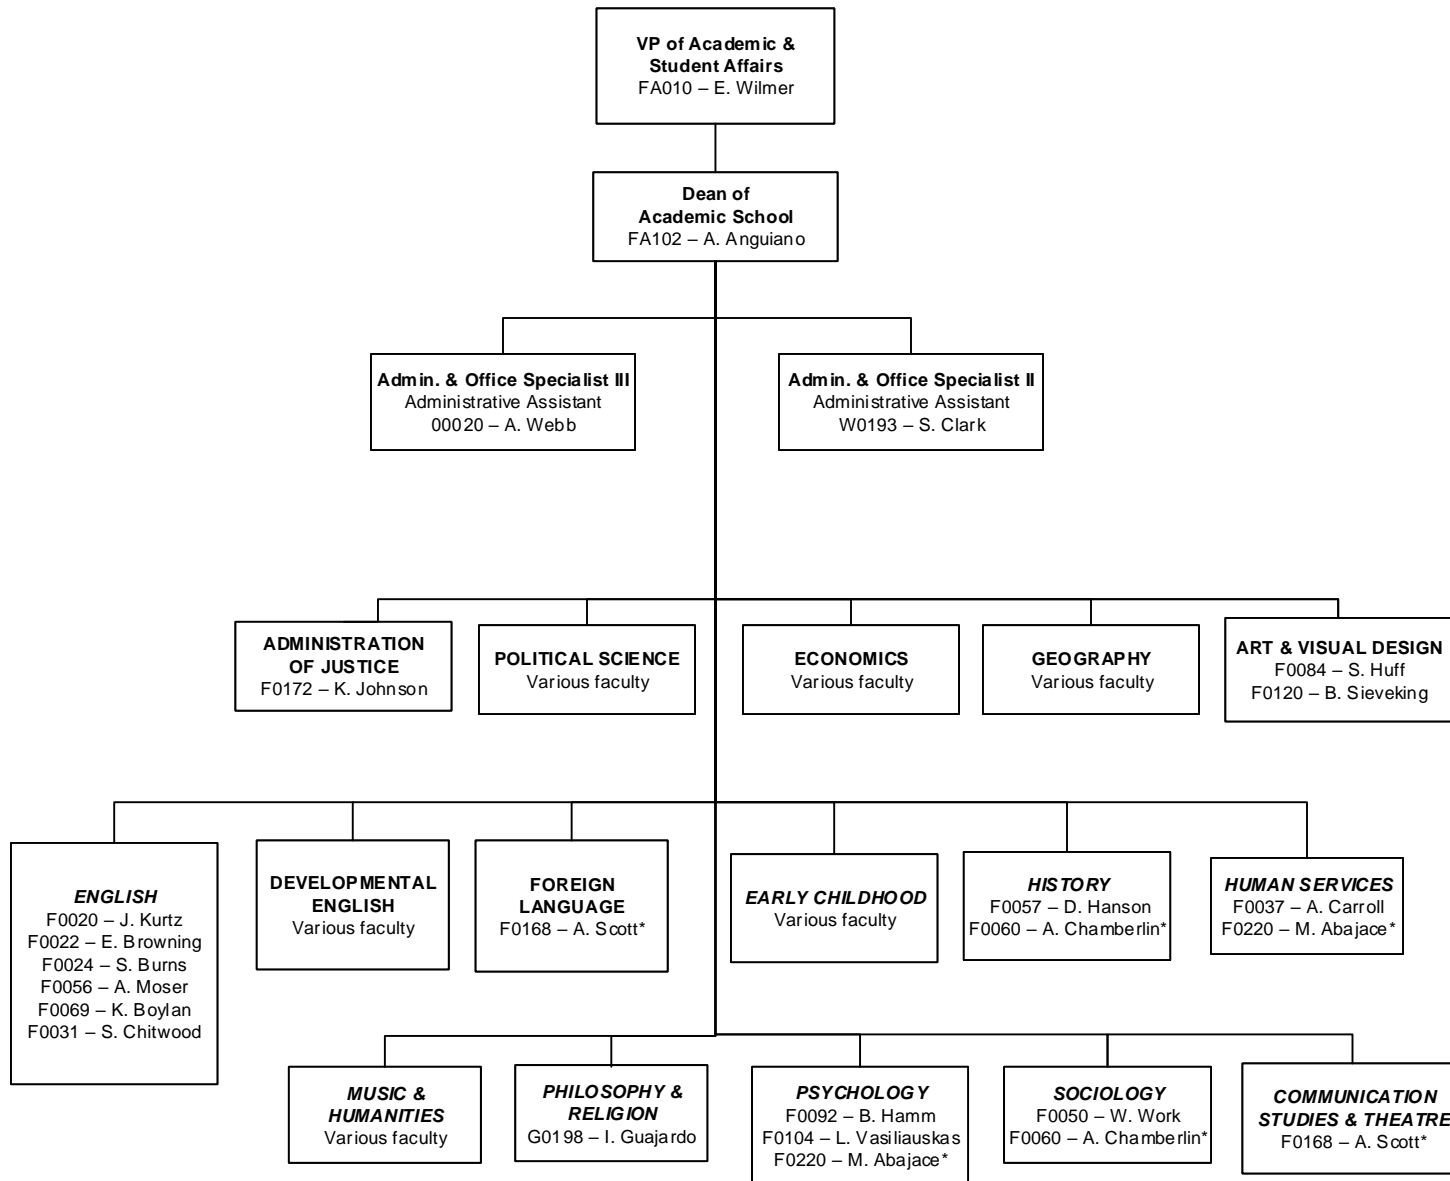 VP of Academic &
Student Affairs
FA010 – E. Wilmer
Dean of
Academic School
FA102 – A. Anguiano
Admin. & Office Specialist III
Administrative Assistant
00020 – A. Webb
Admin. & Office Specialist II
Administrative Assistant
W0193 – S. Clark
ADMINISTRATION
OF JUSTICE
F0172 – K. Johnson
POLITICAL SCIENCE
Various faculty
ECONOMICS
Various faculty
GEOGRAPHY
Various faculty
ART & VISUAL DESIGN
F0084 – S. Huff
F0120 – B. Sieveking
ENGLISH
F0020 – J. Kurtz
F0022 – E. Browning
F0024 – S. Burns
F0056 – A. Moser
F0069 – K. Boylan
F0031 – S. Chitwood
DEVELOPMENTAL
ENGLISH
Various faculty
FOREIGN
LANGUAGE
F0168 – A. Scott*
EARLY CHILDHOOD
Various faculty
HISTORY
F0057 – D. Hanson
F0060 – A. Chamberlin*
HUMAN SERVICES
F0037 – A. Carroll
F0220 – M. Abajace*
MUSIC &
HUMANITIES
Various faculty
PHILOSOPHY &
RELIGION
G0198 – I. Guajardo
PSYCHOLOGY
F0092 – B. Hamm
F0104 – L. Vasiliauskas
F0220 – M. Abajace*
SOCIOLOGY
F0050 – W. Work
F0060 – A. Chamberlin*
COMMUNICATION
STUDIES & THEATRE
F0168 – A. Scott*